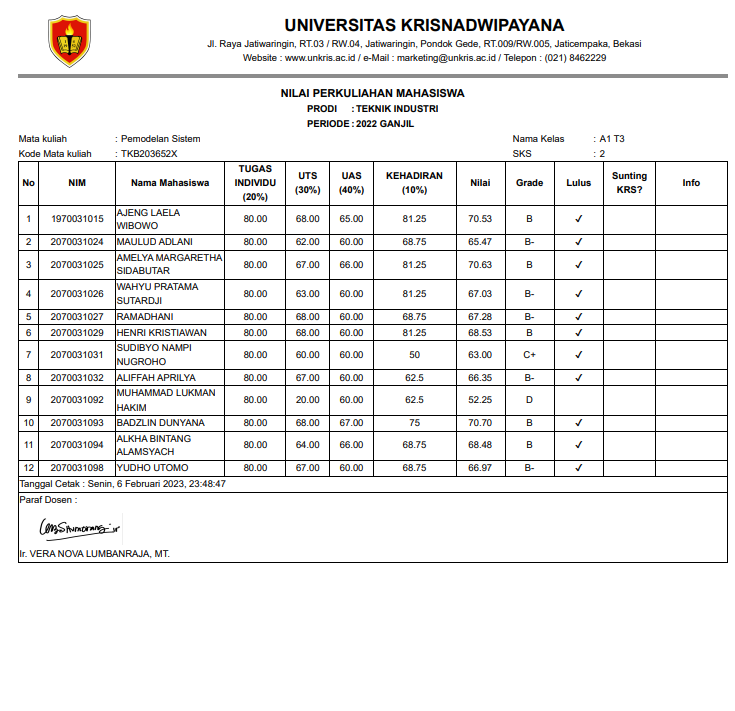 UNIVERSITAS KRISNADWIPAYANA
Jl. Raya Jatiwaringin, RT.03 / RW.04, Jatiwaringin, Pondok Gede, RT.009/RW.005, Jaticempaka, Bekasi
Website : www.unkris.ac.id / e-Mail : marketing@unkris.ac.id / Telepon : (021) 8462229
NILAI PERKULIAHAN MAHASISWA
PRODI : TEKNIK INDUSTRI
PERIODE : 2022 GANJIL
Mata kuliah : Pemodelan Sistem Nama Kelas : A1 T3
Kode Mata kuliah : TKB203652X SKS : 2
No NIM Nama Mahasiswa TUGAS INDIVIDU (20%) UTS (30%) UAS (40%) KEHADIRAN (10%) Nilai Grade Lulus Sunting KRS? Info
1 1970031015 AJENG LAELA WIBOWO 80.00 68.00 65.00 81.25 70.53 B ✓
2 2070031024 MAULUD ADLANI 80.00 62.00 60.00 68.75 65.47 B- ✓
3 2070031025 AMELYA MARGARETHA SIDABUTAR 80.00 67.00 66.00 81.25 70.63 B ✓
4 2070031026 WAHYU PRATAMA SUTARDJI 80.00 63.00 60.00 81.25 67.03 B- ✓
5 2070031027 RAMADHANI 80.00 68.00 60.00 68.75 67.28 B- ✓
6 2070031029 HENRI KRISTIAWAN 80.00 68.00 60.00 81.25 68.53 B ✓
7 2070031031 SUDIBYO NAMPI NUGROHO 80.00 60.00 60.00 50 63.00 C+ ✓
8 2070031032 ALIFFAH APRILYA 80.00 67.00 60.00 62.5 66.35 B- ✓
9 2070031092 MUHAMMAD LUKMAN HAKIM 80.00 20.00 60.00 62.5 52.25 D
10 2070031093 BADZLIN DUNYANA 80.00 68.00 67.00 75 70.70 B ✓
11 2070031094 ALKHA BINTANG ALAMSYACH 80.00 64.00 66.00 68.75 68.48 B ✓
12 2070031098 YUDHO UTOMO 80.00 67.00 60.00 68.75 66.97 B- ✓
Tanggal Cetak : Senin, 6 Februari 2023, 23:48:47
Paraf Dosen :
Ir. VERA NOVA LUMBANRAJA, MT.